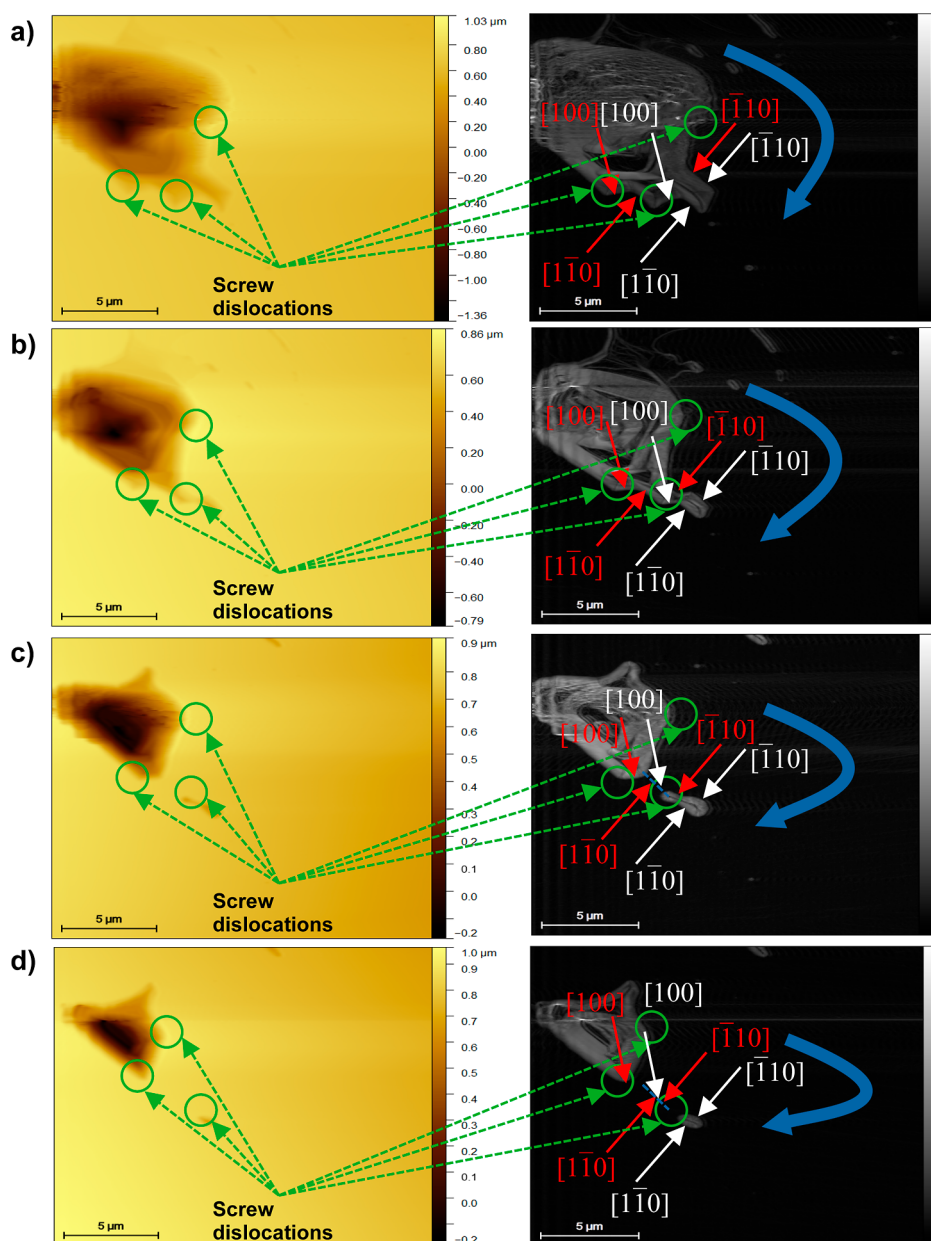 a)
1.03 µm
0.80
0.60
0.40
0.20
0.00
−0.20
−0.40
−0.60
−0.80
−1.00
−1.36
5 µm
Screw
dislocations
[100]
[100]
[1̅10]
[1̅10]
[11̅0]
[11̅0]
5 µm
b)
0.86 µm
0.60
0.40
0.20
0.00
−0.20
−0.40
−0.60
−0.79
5 µm
Screw
dislocations
[100]
[100]
[1̅10]
[1̅10]
[11̅0]
[11̅0]
5 µm
c)
0.9 µm
0.8
0.7
0.6
0.5
0.4
0.3
0.2
0.1
0.0
−0.2
5 µm
Screw
dislocations
[100]
[100]
[1̅10]
[1̅10]
[11̅0]
[11̅0]
5 µm
d)
1.0 µm
0.9
0.8
0.7
0.6
0.5
0.4
0.3
0.2
0.1
0.0
−0.2
5 µm
Screw
dislocations
[100]
[100]
[1̅10]
[1̅10]
[11̅0]
[11̅0]
5 µm